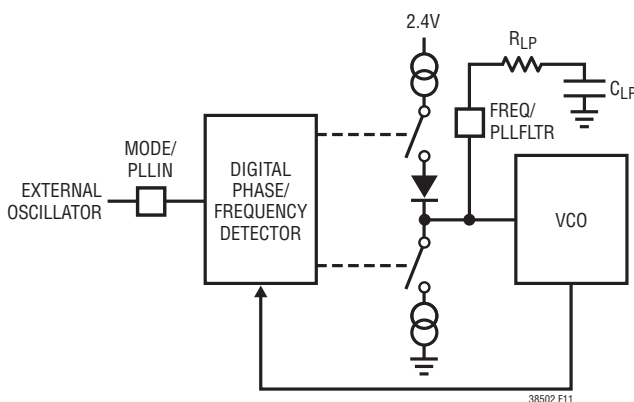 2.4V
RLP
CLP
FREQ/
PLLFLTR
MODE/
PLLIN
EXTERNAL
OSCILLATOR
DIGITAL
PHASE/
FREQUENCY
DETECTOR
VCO
38502 F11